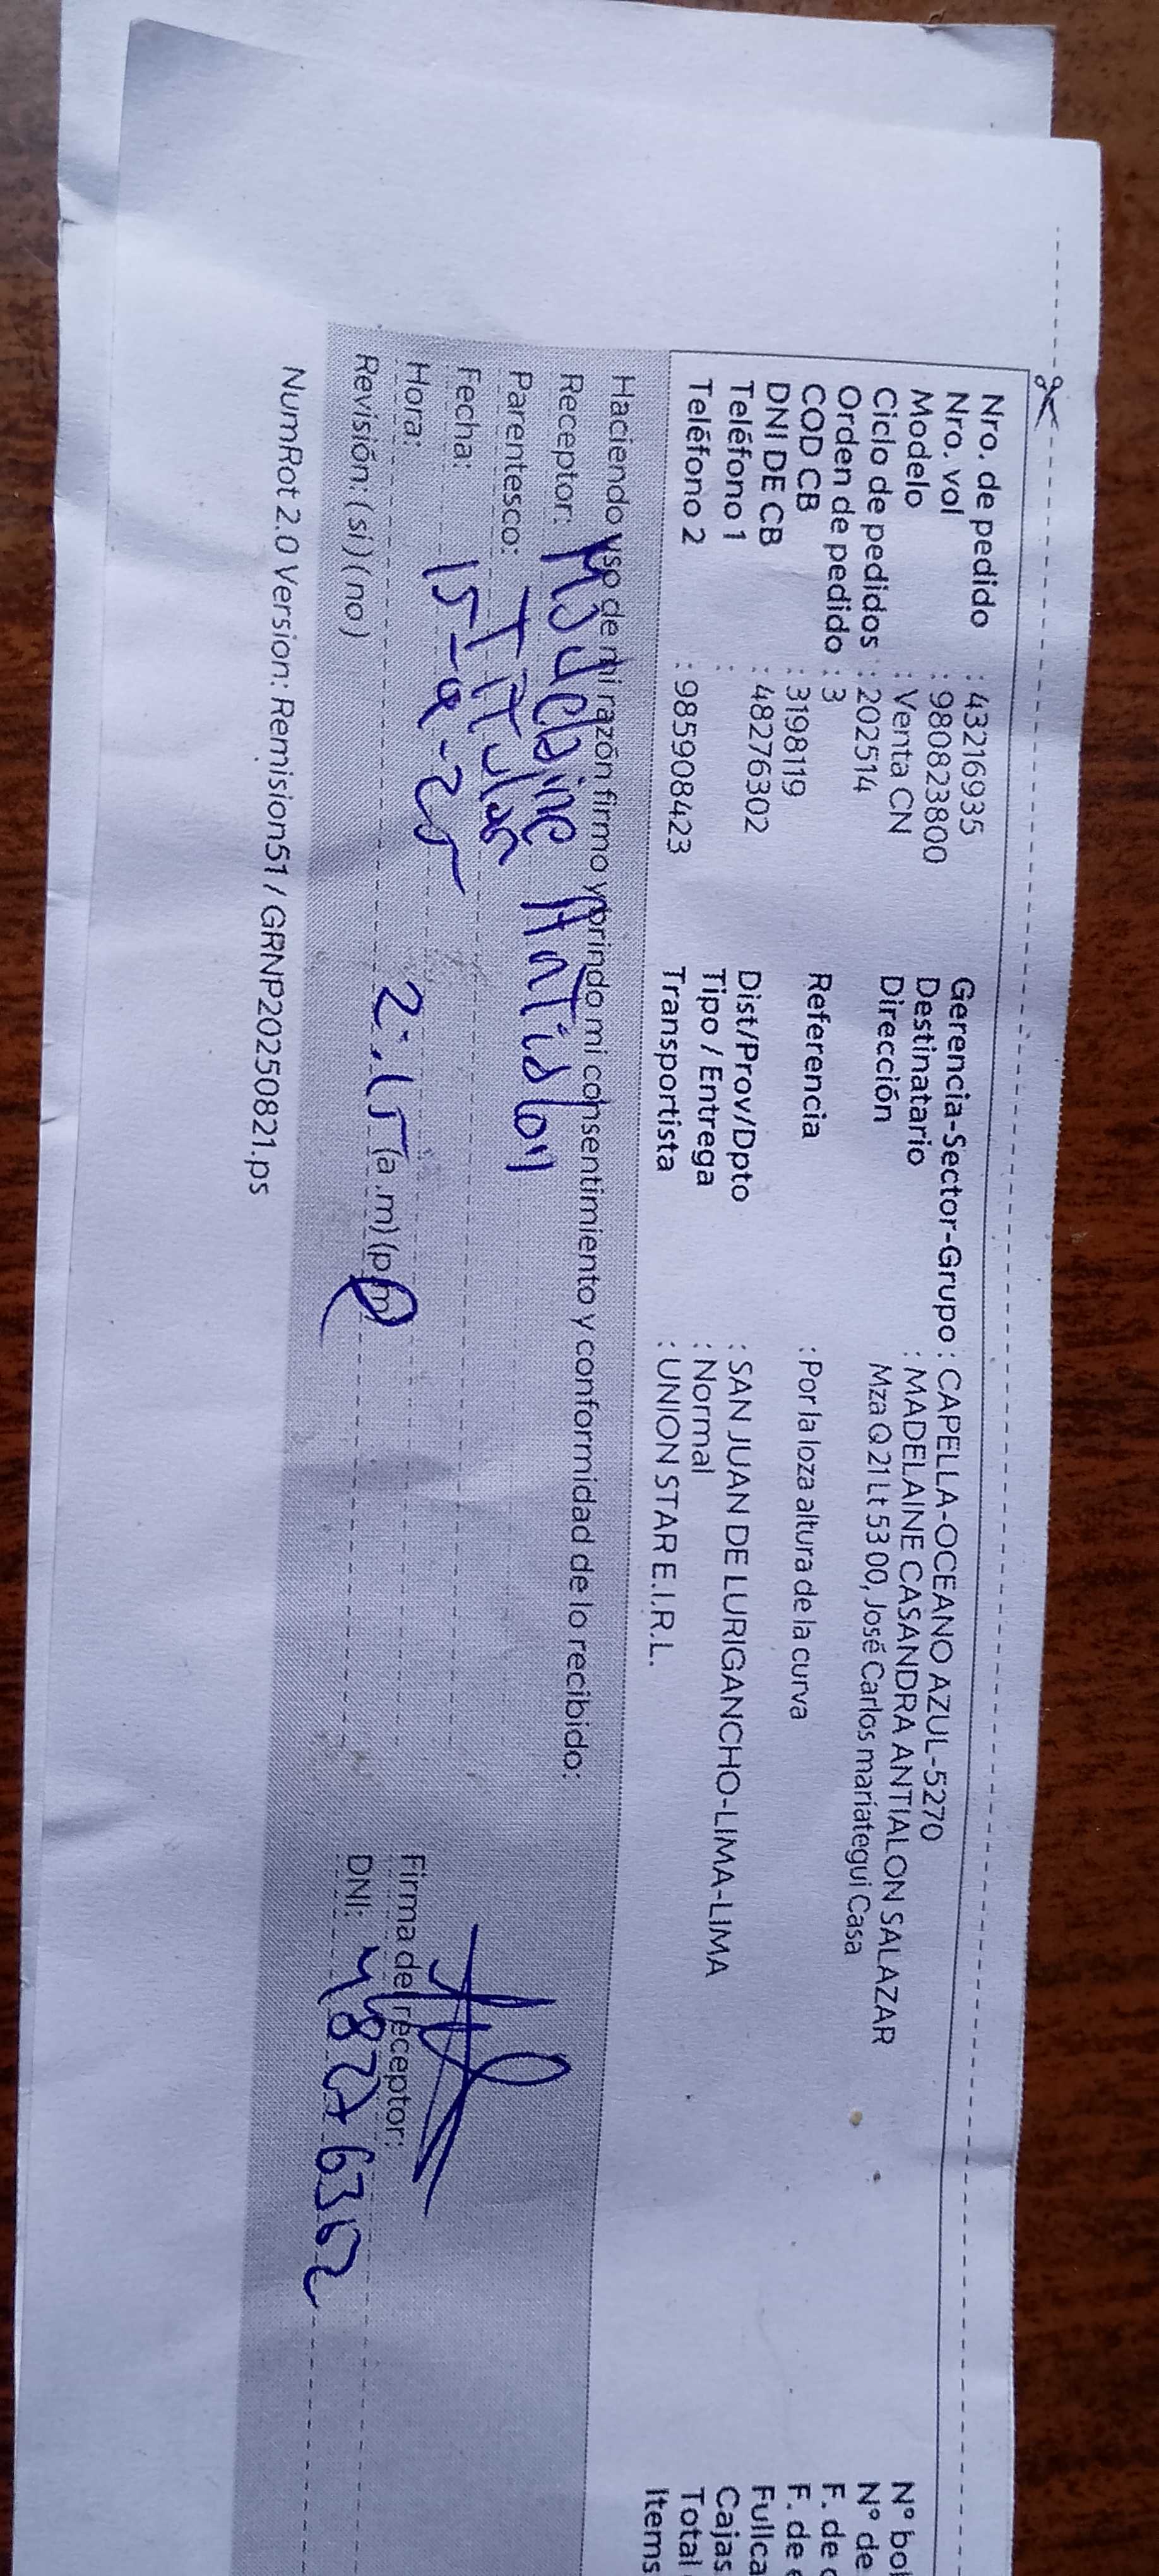 Nro. de pedido : 43216935
Nro. vol : 980823800
Modelo : Venta CN
Ciclo de pedidos : 202514
Orden de pedido : 3
COD CB : 3198119
DNI DE CB : 48276302
Teléfono 1 :
Teléfono 2 : 985908423
Gerencia-Sector-Grupo : CAPELLA-OCEANO AZUL-5270
Destinatario : MADELAINE CASANDRA ANTIALON SALAZAR
Dirección Mza Q 21 Lt 53 00, José Carlos mariategui Casa
Referencia : Por la loza altura de la curva
Dist/Prov/Dpto : SAN JUAN DE LURIGANCHO-LIMA-LIMA
Tipo / Entrega : Normal
Transportista : UNION STAR E.I.R.L.
Nº bol
Nº de
F. de
F. de
Fullca
Cajas
Total
Items
Haciendo uso de mi razón firmo y brindo mi consentimiento y conformidad de lo recibido:
Receptor: Madelaine Antialon
Parentesco: Titular
Fecha: 15-9-25
Hora: 2:15 (a.m) (p.m)
Revisión: (si) (no)
Firma del receptor:
DNI: 48276302
NumRot 2.0 Version: Remision51 / GRNP20250821.ps